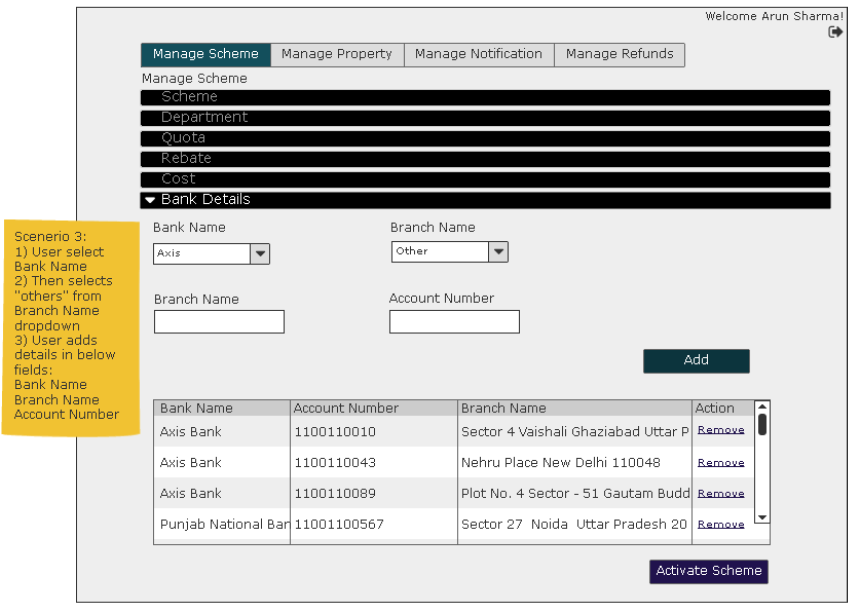 Welcome Arun Sharma!
Manage Scheme Manage Property Manage Notification Manage Refunds
Manage Scheme
Scheme
Department
Quota
Rebate
Cost
Bank Details
Bank Name Branch Name
Axis Other
Branch Name Account Number
Add
Scenerio 3:
1) User select
Bank Name
2) Then selects
"others" from
Branch Name
dropdown
3) User adds
details in below
fields:
Bank Name
Branch Name
Account Number
Bank Name Account Number Branch Name Action
Axis Bank 1100110010 Sector 4 Vaishali Ghaziabad Uttar P Remove
Axis Bank 1100110043 Nehru Place New Delhi 110048 Remove
Axis Bank 1100110089 Plot No. 4 Sector - 51 Gautam Budd Remove
Punjab National Ban 11001100567 Sector 27 Noida Uttar Pradesh 20 Remove
Activate Scheme